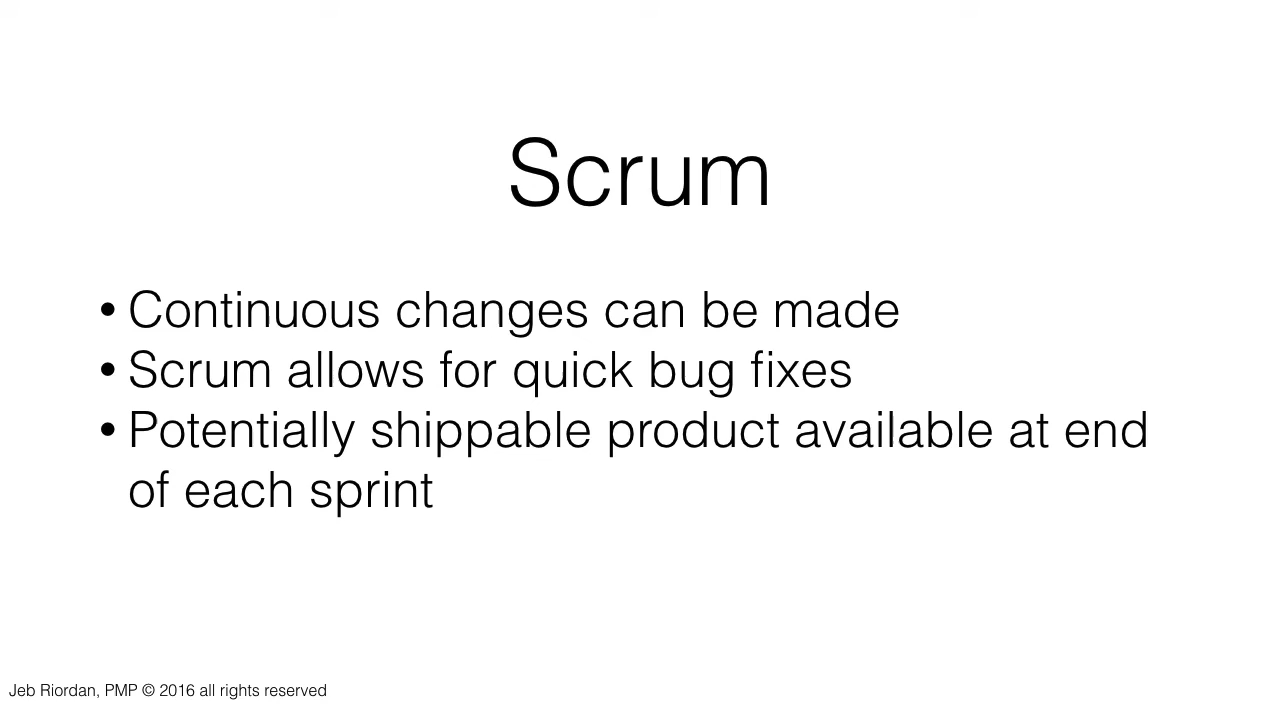 Scrum
• Continuous changes can be made
• Scrum allows for quick bug fixes
• Potentially shippable product available at end
of each sprint
Jeb Riordan, PMP © 2016 all rights reserved